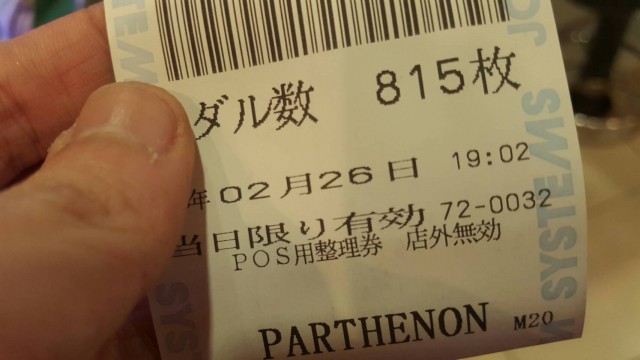 ダル数 815枚
年02月26日 19:02
当日限り有効 72-0032
POS用整理券 店外無効
PARTHENON M20